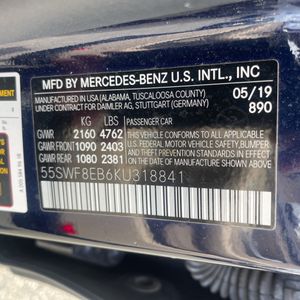 MFD BY MERCEDES-BENZ U.S. INTL., INC
MANUFACTURED IN USA (ALABAMA, TUSCALOOSA COUNTY) 05/19
UNDER CONTRACT FOR DAIMLER AG, STUTTGART (GERMANY) 890
KG LBS PASSENGER CAR
GVWR 2160 4762
GAWR FRONT 1090 2403
GAWR REAR 1080 2381
THIS VEHICLE CONFORMS TO ALL APPLICABLE FEDERAL MOTOR VEHICLE SAFETY, BUMPER, AND THEFT PREVENTION STANDARDS IN EFFECT ON THE DATE OF MANUFACTURE SHOWN ABOVE.
55SWF8EB6KU318841